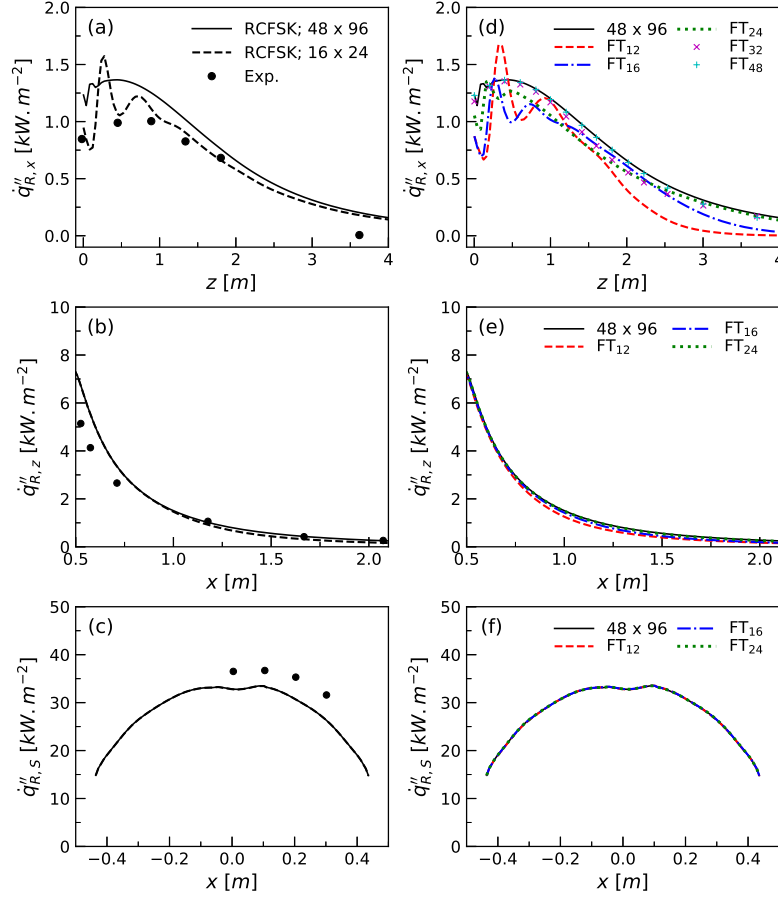 (a)
RCFSK; 48 x 96
RCFSK; 16 x 24
Exp.
2.0
1.5
1.0
0.5
0.0
q̇″R,x [kW.m−2]
0 1 2 3 4
z [m]
(d)
48 x 96
FT12
FT16
FT24
FT32
FT48
2.0
1.5
1.0
0.5
0.0
q̇″R,x [kW.m−2]
0 1 2 3 4
z [m]
(b)
10
8
6
4
2
0
q̇″R,z [kW.m−2]
0.5 1.0 1.5 2.0
x [m]
(e)
48 x 96
FT12
FT16
FT24
10
8
6
4
2
0
q̇″R,z [kW.m−2]
0.5 1.0 1.5 2.0
x [m]
(c)
50
40
30
20
10
0
q̇″R,S [kW.m−2]
−0.4 −0.2 0.0 0.2 0.4
x [m]
(f)
48 x 96
FT12
FT16
FT24
50
40
30
20
10
0
q̇″R,S [kW.m−2]
−0.4 −0.2 0.0 0.2 0.4
x [m]